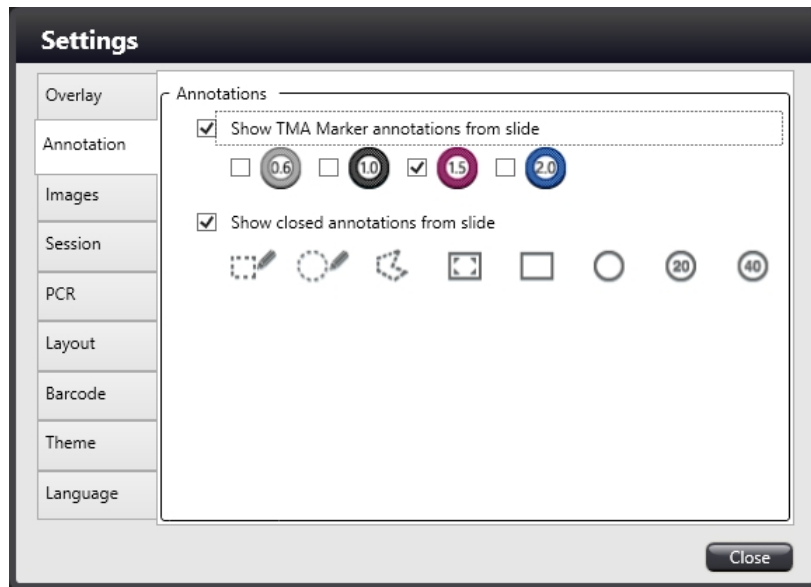 Settings
Overlay
Annotation
Images
Session
PCR
Layout
Barcode
Theme
Language
Annotations
Show TMA Marker annotations from slide
0.6 1.0 1.5 2.0
Show closed annotations from slide
20 40
Close